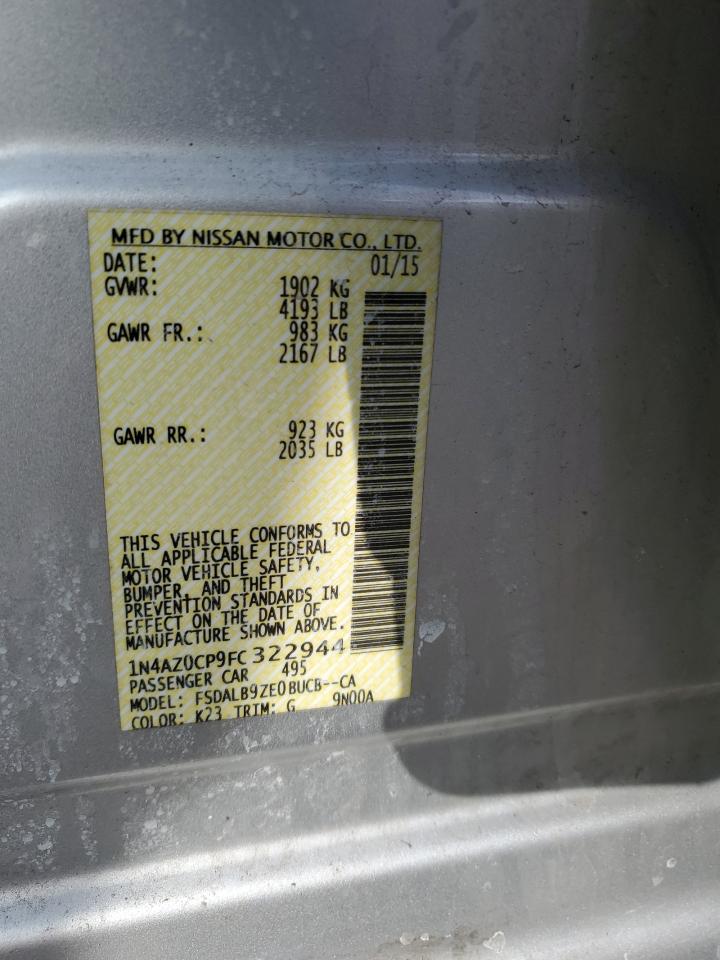 MFD BY NISSAN MOTOR CO., LTD.
DATE: 01/15
GVWR: 1902 KG
4193 LB
GAWR FR.: 983 KG
2167 LB
GAWR RR.: 923 KG
2035 LB
THIS VEHICLE CONFORMS TO
ALL APPLICABLE FEDERAL
MOTOR VEHICLE SAFETY,
BUMPER, AND THEFT
PREVENTION STANDARDS IN
EFFECT ON THE DATE OF
MANUFACTURE SHOWN ABOVE.
1N4AZ0CP9FC322944
PASSENGER CAR 495
MODEL: FSDALB9ZE0BUCB--CA
COLOR: K23 TRIM: G 9N00A